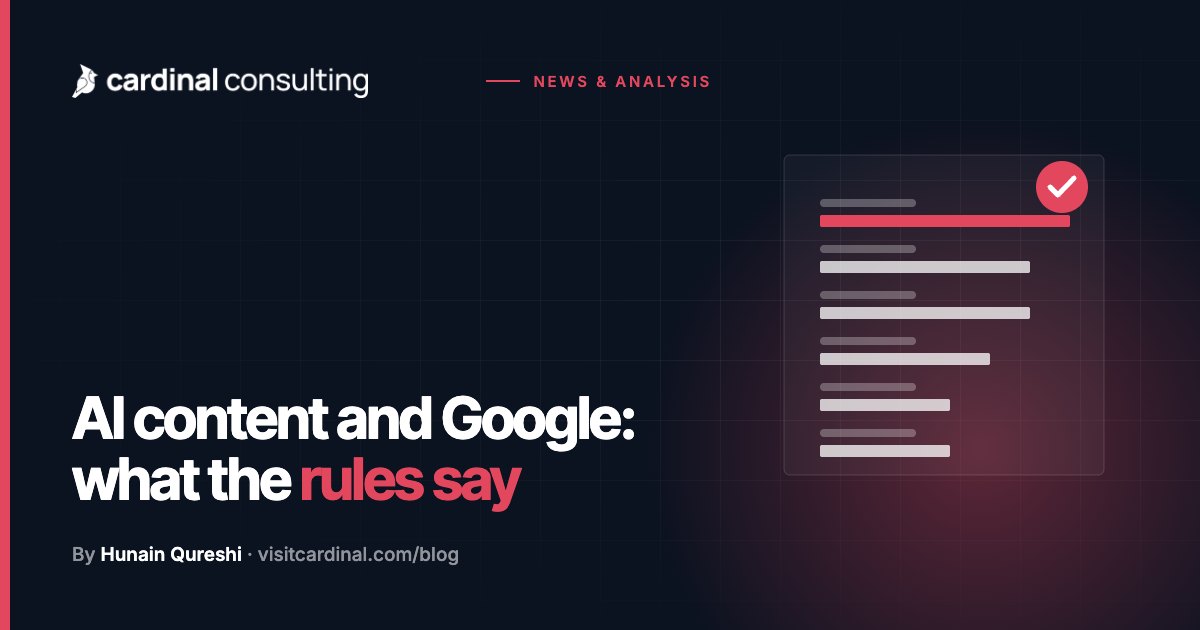 cardinal consulting
NEWS & ANALYSIS
AI content and Google:
what the rules say
By Hunain Qureshi · visitcardinal.com/blog